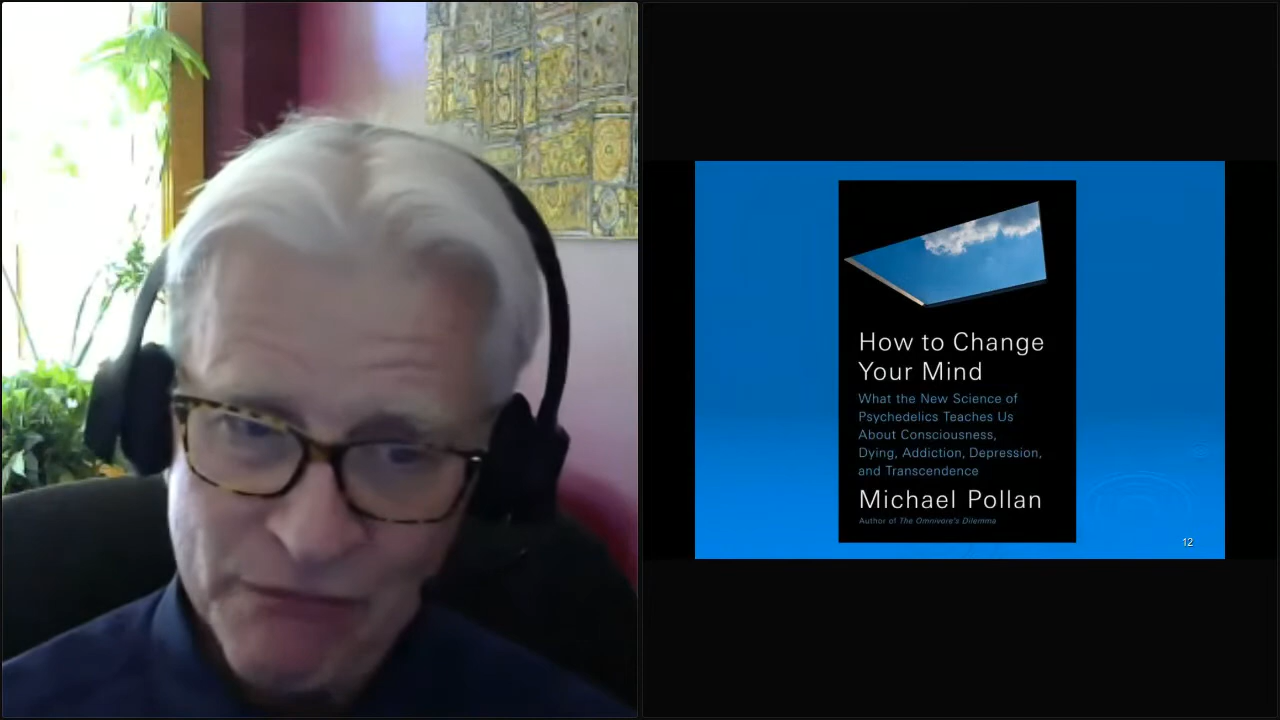 How to Change
Your Mind
What the New Science of
Psychedelics Teaches Us
About Consciousness,
Dying, Addiction, Depression,
and Transcendence
Michael Pollan
Author of The Omnivore's Dilemma
12